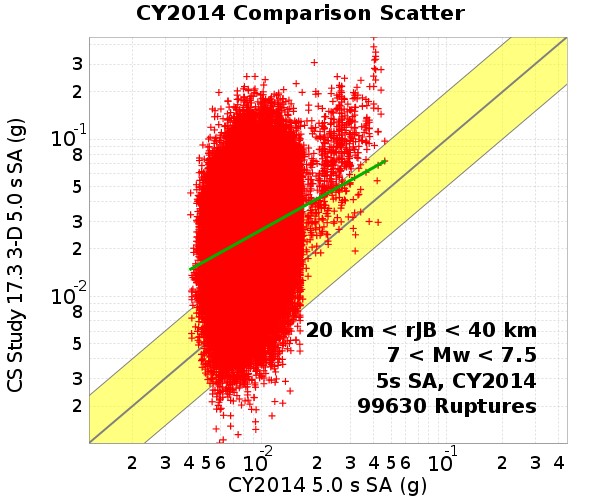 CY2014 Comparison Scatter
CS Study 17.3 3-D 5.0 s SA (g)
3
2
10-1
8
5
3
2
10-2
8
5
3
2
20 km < rJB < 40 km
7 < Mw < 7.5
5s SA, CY2014
99630 Ruptures
2 3 4 5 6 10-2 2 3 4 5 6 10-1 2 3 4
CY2014 5.0 s SA (g)